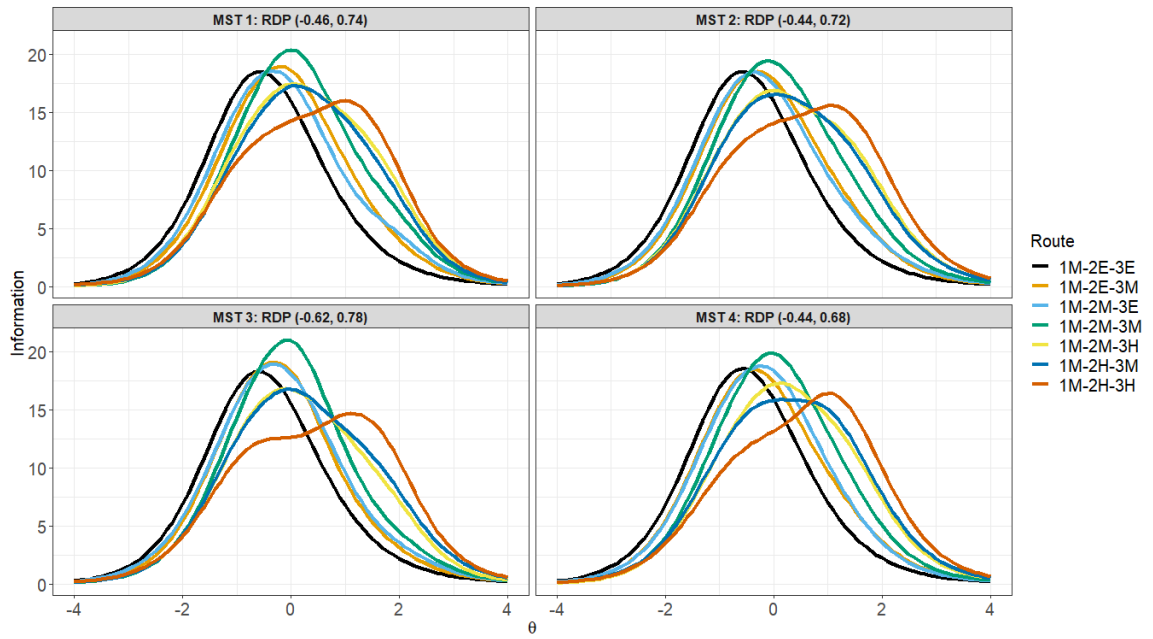 MST 1: RDP (-0.46, 0.74)
MST 2: RDP (-0.44, 0.72)
20
15
10
5
0
MST 3: RDP (-0.62, 0.78)
MST 4: RDP (-0.44, 0.68)
20
15
10
5
0
-4 -2 0 2 4
-4 -2 0 2 4
θ
Information
Route
1M-2E-3E
1M-2E-3M
1M-2M-3E
1M-2M-3M
1M-2M-3H
1M-2H-3M
1M-2H-3H